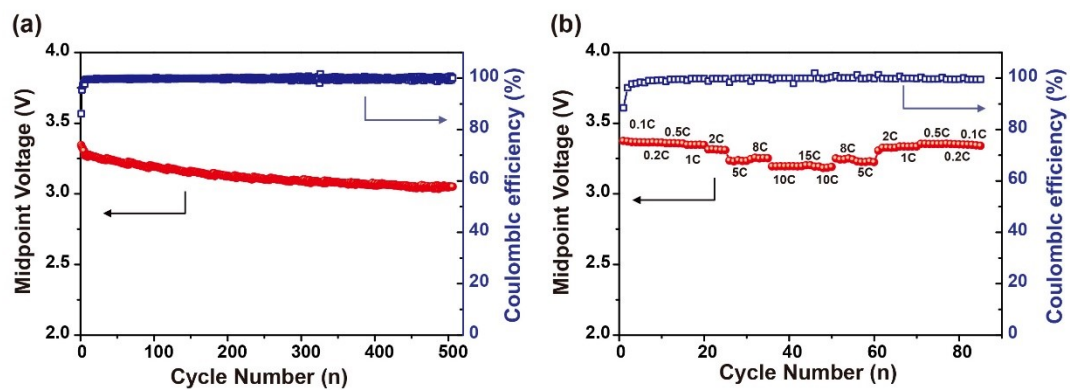 (a)
4.0
3.5
3.0
2.5
2.0
Midpoint Voltage (V)
0
100
200
300
400
500
Cycle Number (n)
100
80
60
40
20
0
Coulomblc efficiency (%)
(b)
4.0
3.5
3.0
2.5
2.0
Midpoint Voltage (V)
0.1C
0.2C
0.5C
1C
2C
5C
8C
10C
15C
10C
8C
5C
2C
1C
0.5C
0.2C
0.1C
0
20
40
60
80
Cycle Number (n)
100
80
60
40
20
0
Coulomblc efficiency (%)